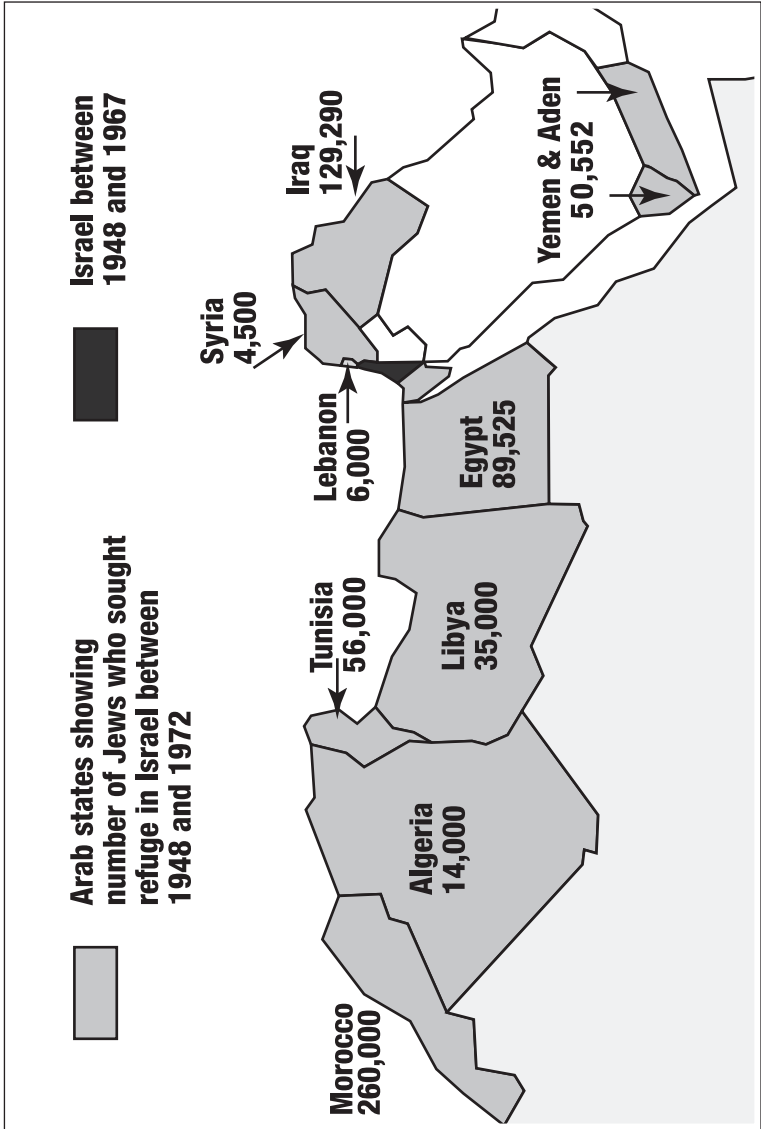 Arab states showing
number of Jews who sought
refuge in Israel between
1948 and 1972
Israel between
1948 and 1967
Morocco
260,000
Algeria
14,000
Tunisia
56,000
Libya
35,000
Egypt
89,525
Lebanon
6,000
Syria
4,500
Iraq
129,290
Yemen & Aden
50,552